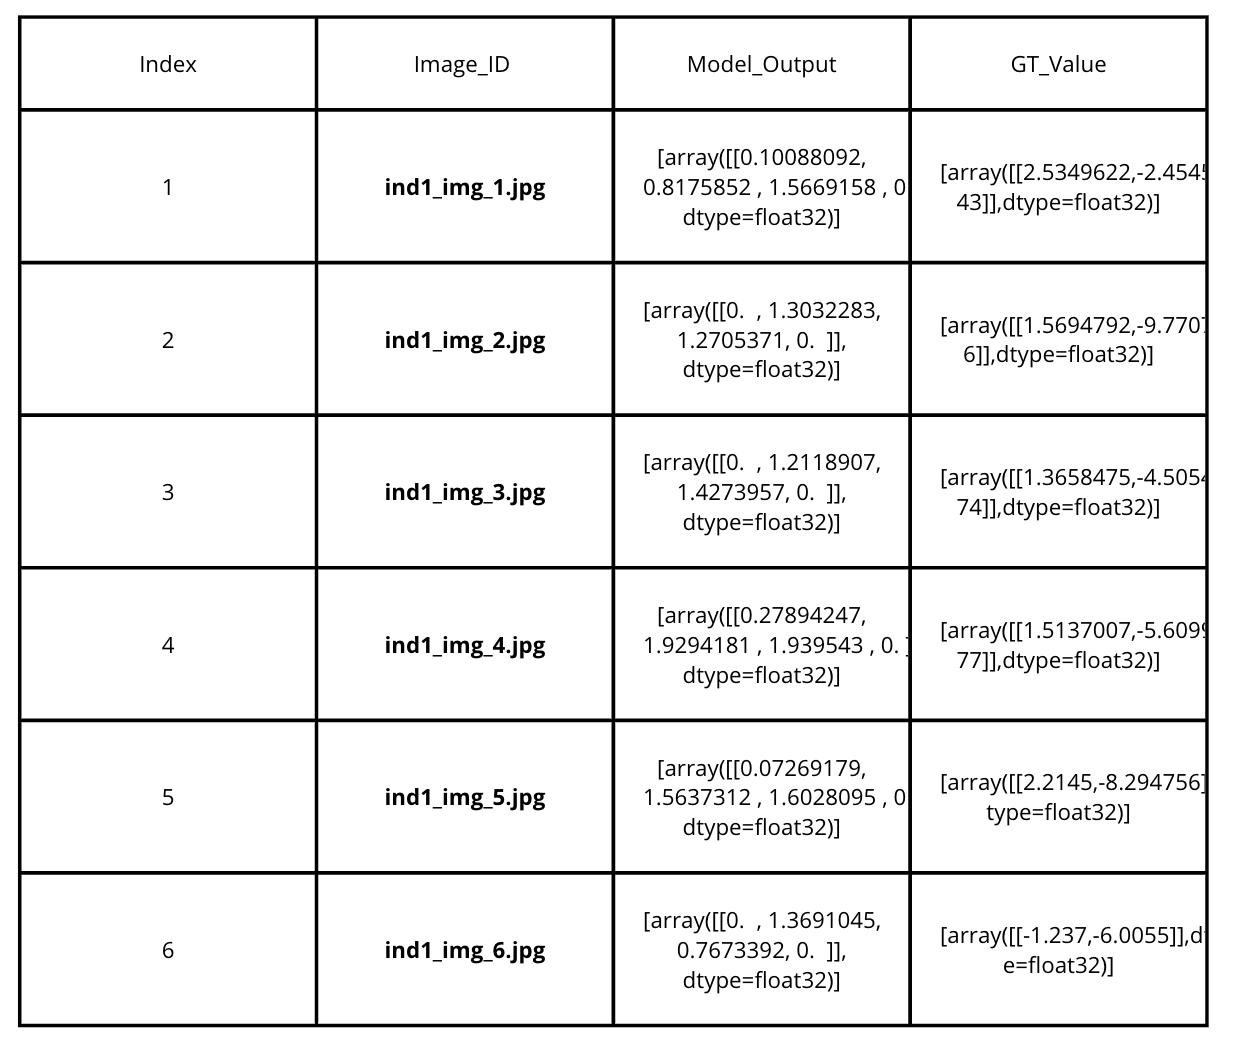 Index
Image_ID
Model_Output
GT_Value
1
ind1_img_1.jpg
[array([[0.10088092,
0.8175852 , 1.5669158 , 0
dtype=float32)]
[array([[2.5349622,-2.4545
43]],dtype=float32)]
2
ind1_img_2.jpg
[array([[0.  , 1.3032283,
1.2705371, 0.  ]],
dtype=float32)]
[array([[1.5694792,-9.7707
6]],dtype=float32)]
3
ind1_img_3.jpg
[array([[0.  , 1.2118907,
1.4273957, 0.  ]],
dtype=float32)]
[array([[1.3658475,-4.5054
74]],dtype=float32)]
4
ind1_img_4.jpg
[array([[0.27894247,
1.9294181 , 1.939543 , 0. ]
dtype=float32)]
[array([[1.5137007,-5.6099
77]],dtype=float32)]
5
ind1_img_5.jpg
[array([[0.07269179,
1.5637312 , 1.6028095 , 0
dtype=float32)]
[array([[2.2145,-8.294756]
type=float32)]
6
ind1_img_6.jpg
[array([[0.  , 1.3691045,
0.7673392, 0.  ]],
dtype=float32)]
[array([[-1.237,-6.0055]],d
e=float32)]